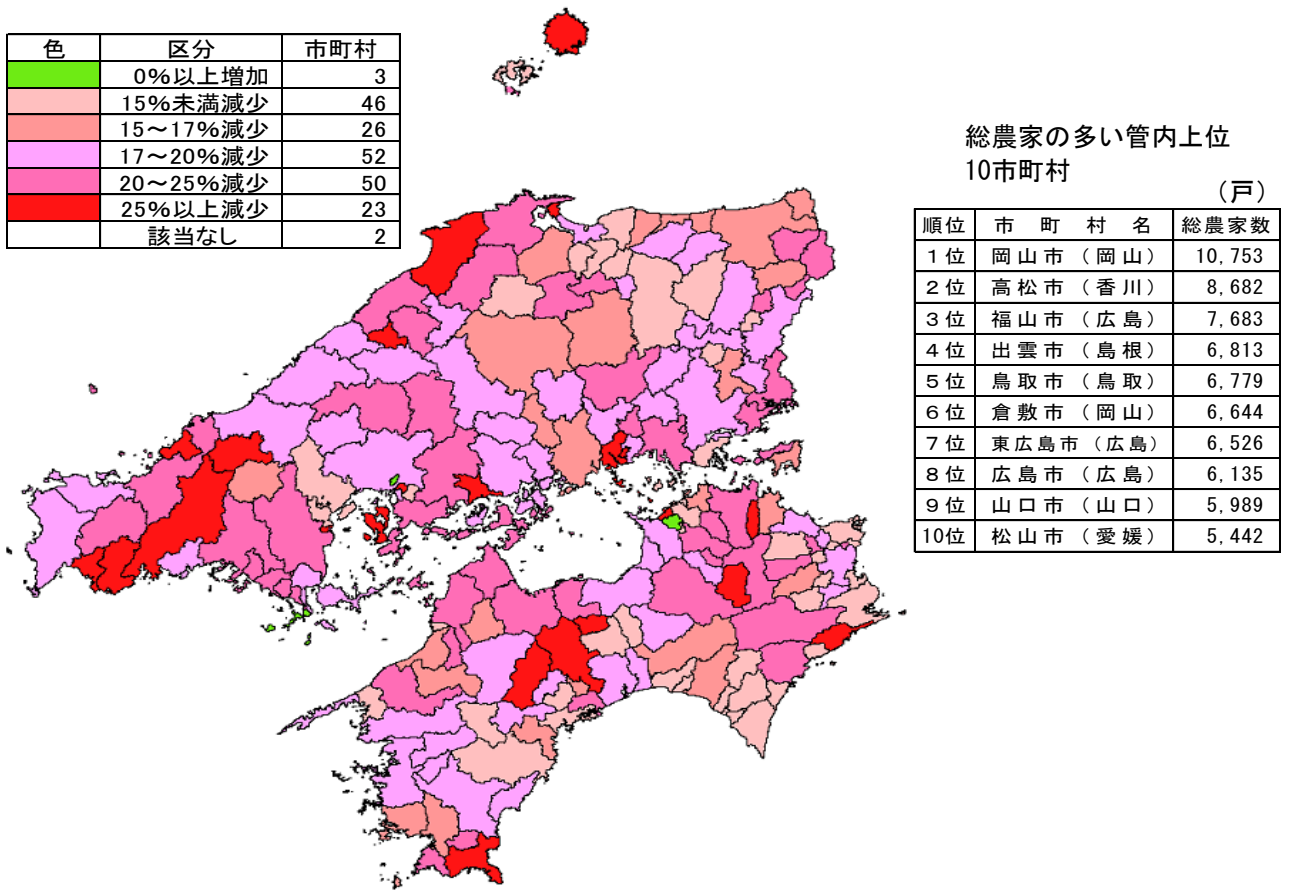 色 区分 市町村
0%以上増加 3
15%未満減少 46
15～17%減少 26
17～20%減少 52
20～25%減少 50
25%以上減少 23
該当なし 2
総農家の多い管内上位
10市町村
（戸）
順位 市町村名 総農家数
1位 岡山市（岡山） 10,753
2位 高松市（香川） 8,682
3位 福山市（広島） 7,683
4位 出雲市（島根） 6,813
5位 鳥取市（鳥取） 6,779
6位 倉敷市（岡山） 6,644
7位 東広島市（広島） 6,526
8位 広島市（広島） 6,135
9位 山口市（山口） 5,989
10位 松山市（愛媛） 5,442